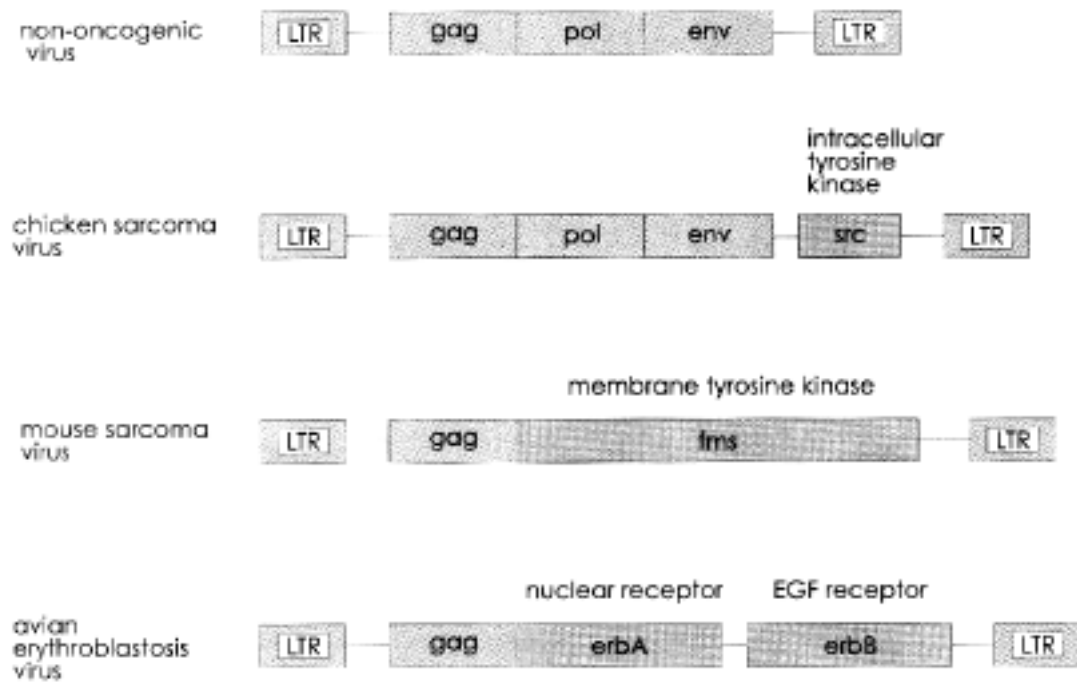 non-oncogenic
virus
LTR gag pol env LTR
intracellular
tyrosine
kinase
chicken sarcoma
virus
LTR gag pol env src LTR
membrane tyrosine kinase
mouse sarcoma
virus
LTR gag fms LTR
nuclear receptor EGF receptor
avian
erythroblastosis
virus
LTR gag erbA erbB LTR